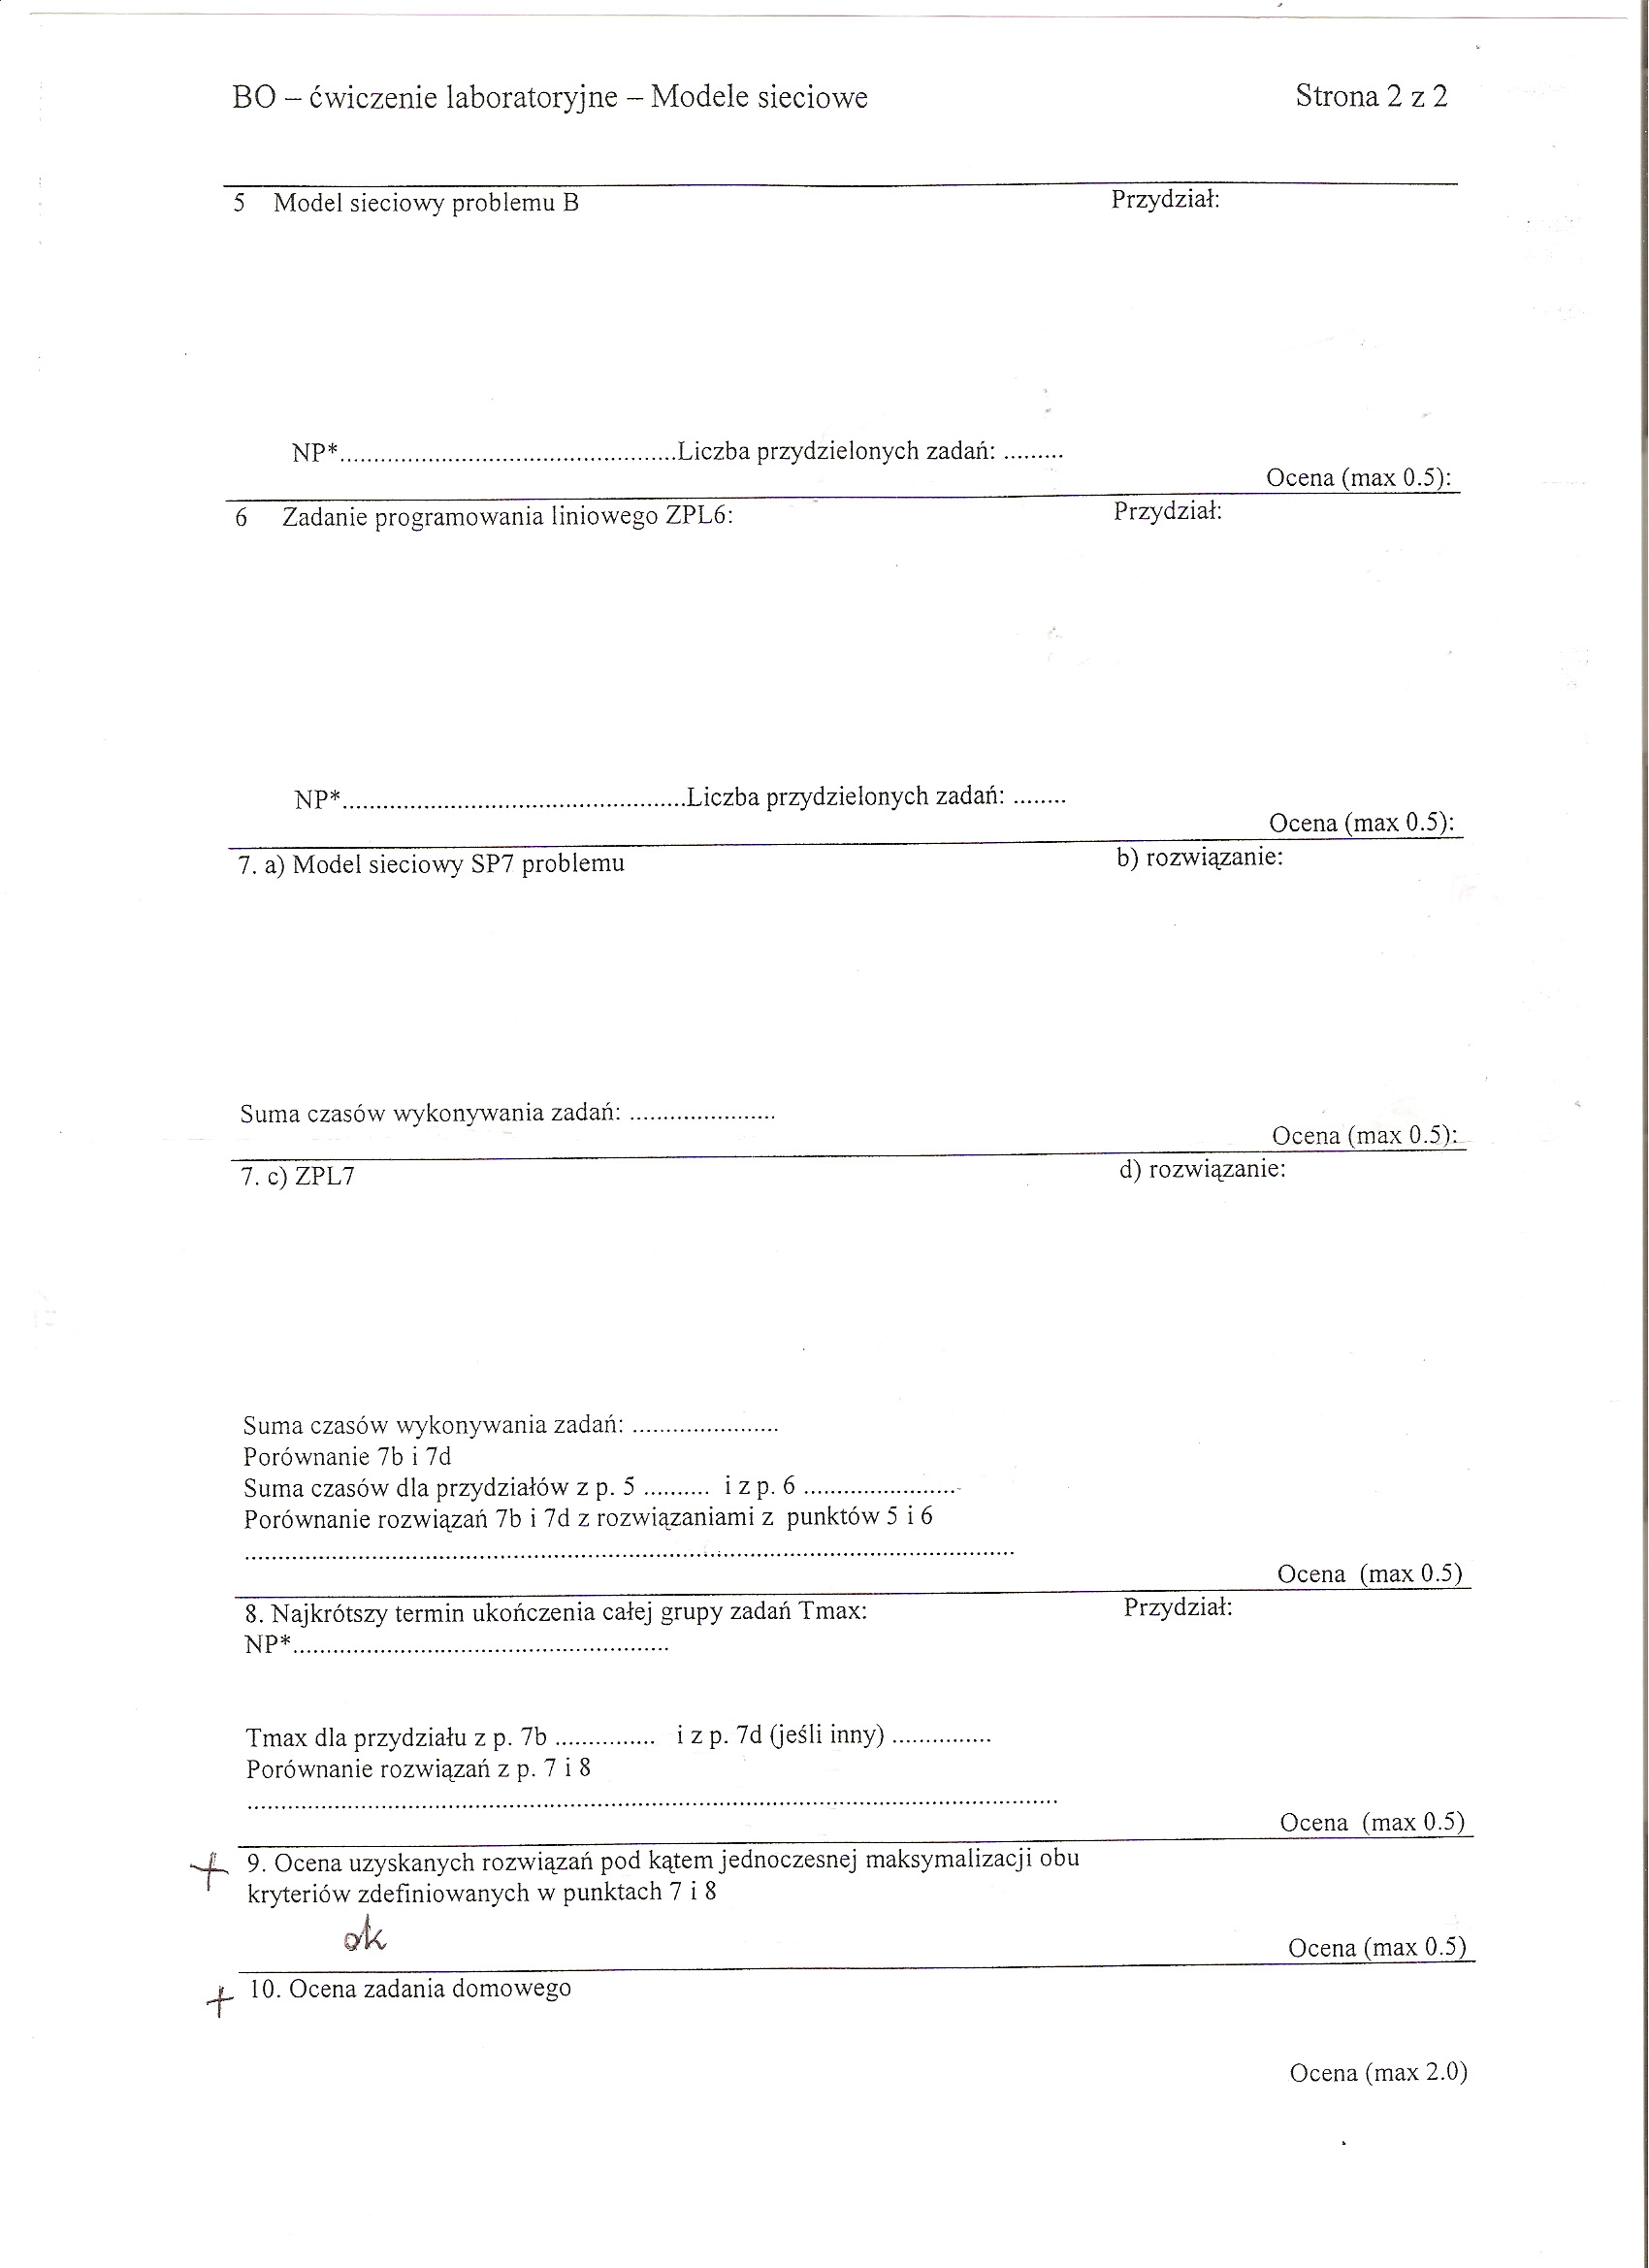 BO – ćwiczenie laboratoryjne – Modele sieciowe Strona 2 z 2
5 Model sieciowy problemu B Przydział:
NP*..................................................Liczba przydzielonych zadań: .........
Ocena (max 0.5):
6 Zadanie programowania liniowego ZPL6: Przydział:
NP*...................................................Liczba przydzielonych zadań: ........
Ocena (max 0.5):
7. a) Model sieciowy SP7 problemu b) rozwiązanie:
Suma czasów wykonywania zadań: ......................
Ocena (max 0.5):
7. c) ZPL7 d) rozwiązanie:
Suma czasów wykonywania zadań: ......................
Porównanie 7b i 7d
Suma czasów dla przydziałów z p. 5 .......... i z p. 6 .......................
Porównanie rozwiązań 7b i 7d z rozwiązaniami z punktów 5 i 6
....................................................................................................................
Ocena (max 0.5)
8. Najkrótszy termin ukończenia całej grupy zadań Tmax: Przydział:
NP*........................................................
Tmax dla przydziału z p. 7b ............... i z p. 7d (jeśli inny) ...............
Porównanie rozwiązań z p. 7 i 8
..........................................................................................................................
Ocena (max 0.5)
+ 9. Ocena uzyskanych rozwiązań pod kątem jednoczesnej maksymalizacji obu
kryteriów zdefiniowanych w punktach 7 i 8
ok
Ocena (max 0.5)
+ 10. Ocena zadania domowego
Ocena (max 2.0)